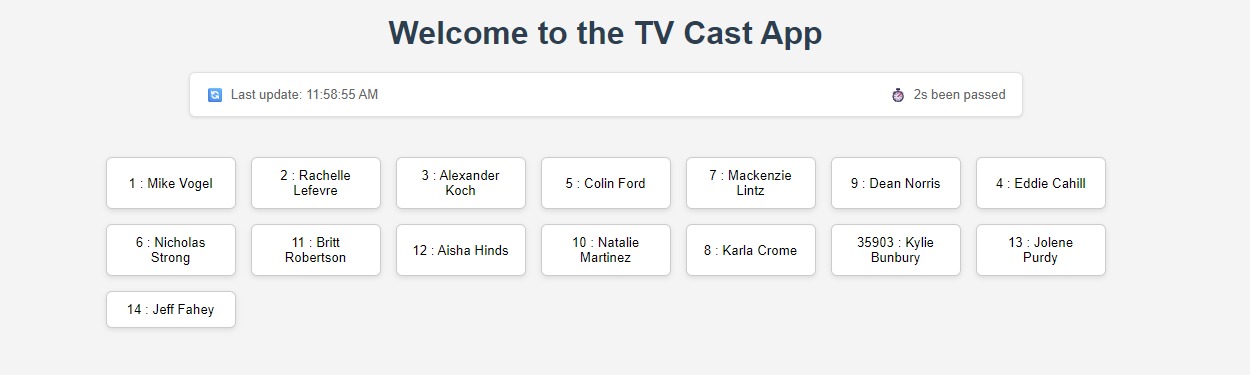 Welcome to the TV Cast App
Last update: 11:58:55 AM
2s been passed
1 : Mike Vogel
2 : Rachelle
Lefevre
3 : Alexander
Koch
5 : Colin Ford
7 : Mackenzie
Lintz
9 : Dean Norris
4 : Eddie Cahill
6 : Nicholas
Strong
11 : Britt
Robertson
12 : Aisha Hinds
10 : Natalie
Martinez
8 : Karla Crome
35903 : Kylie
Bunbury
13 : Jolene
Purdy
14 : Jeff Fahey